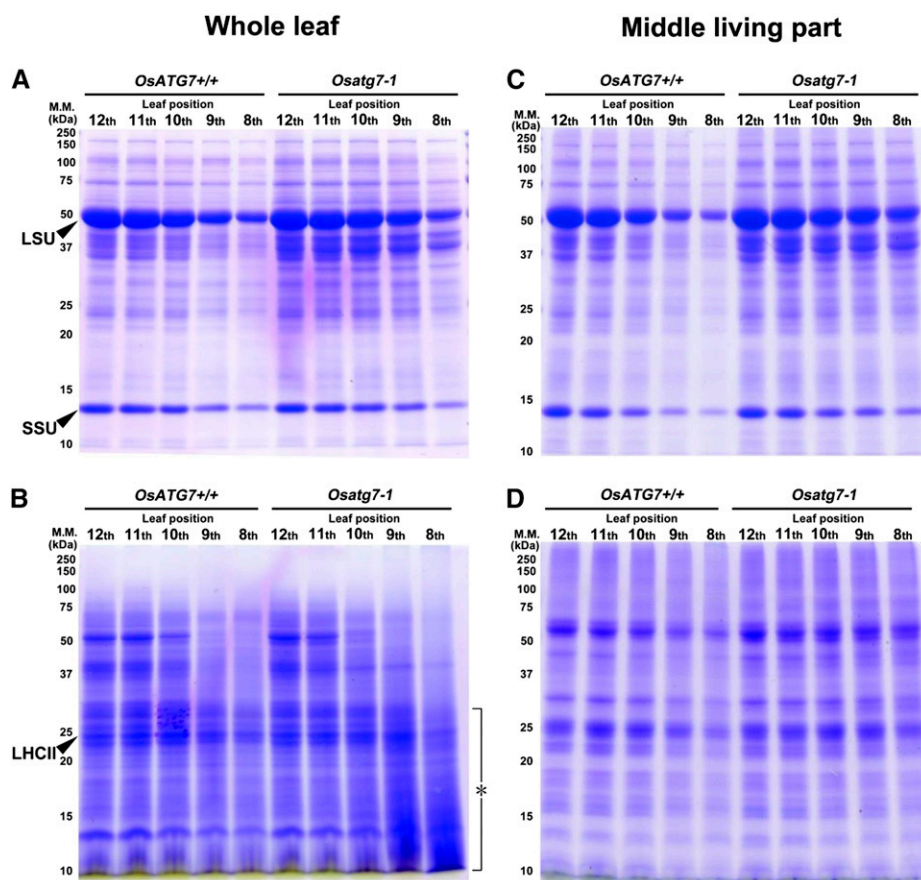 Whole leaf
Middle living part
A
OsATG7+/+ Osatg7-1
Leaf position Leaf position
M.M.
(kDa)
12th 11th 10th 9th 8th 12th 11th 10th 9th 8th
250
150
100
75
50
LSU
37
25
20
15
SSU
10
C
OsATG7+/+ Osatg7-1
Leaf position Leaf position
M.M.
(kDa)
12th 11th 10th 9th 8th 12th 11th 10th 9th 8th
250
150
100
75
50
37
25
20
15
10
B
OsATG7+/+ Osatg7-1
Leaf position Leaf position
M.M.
(kDa)
12th 11th 10th 9th 8th 12th 11th 10th 9th 8th
250
150
100
75
50
37
25
LHCII
20
*
15
10
D
OsATG7+/+ Osatg7-1
Leaf position Leaf position
M.M.
(kDa)
12th 11th 10th 9th 8th 12th 11th 10th 9th 8th
250
150
100
75
50
37
25
20
15
10